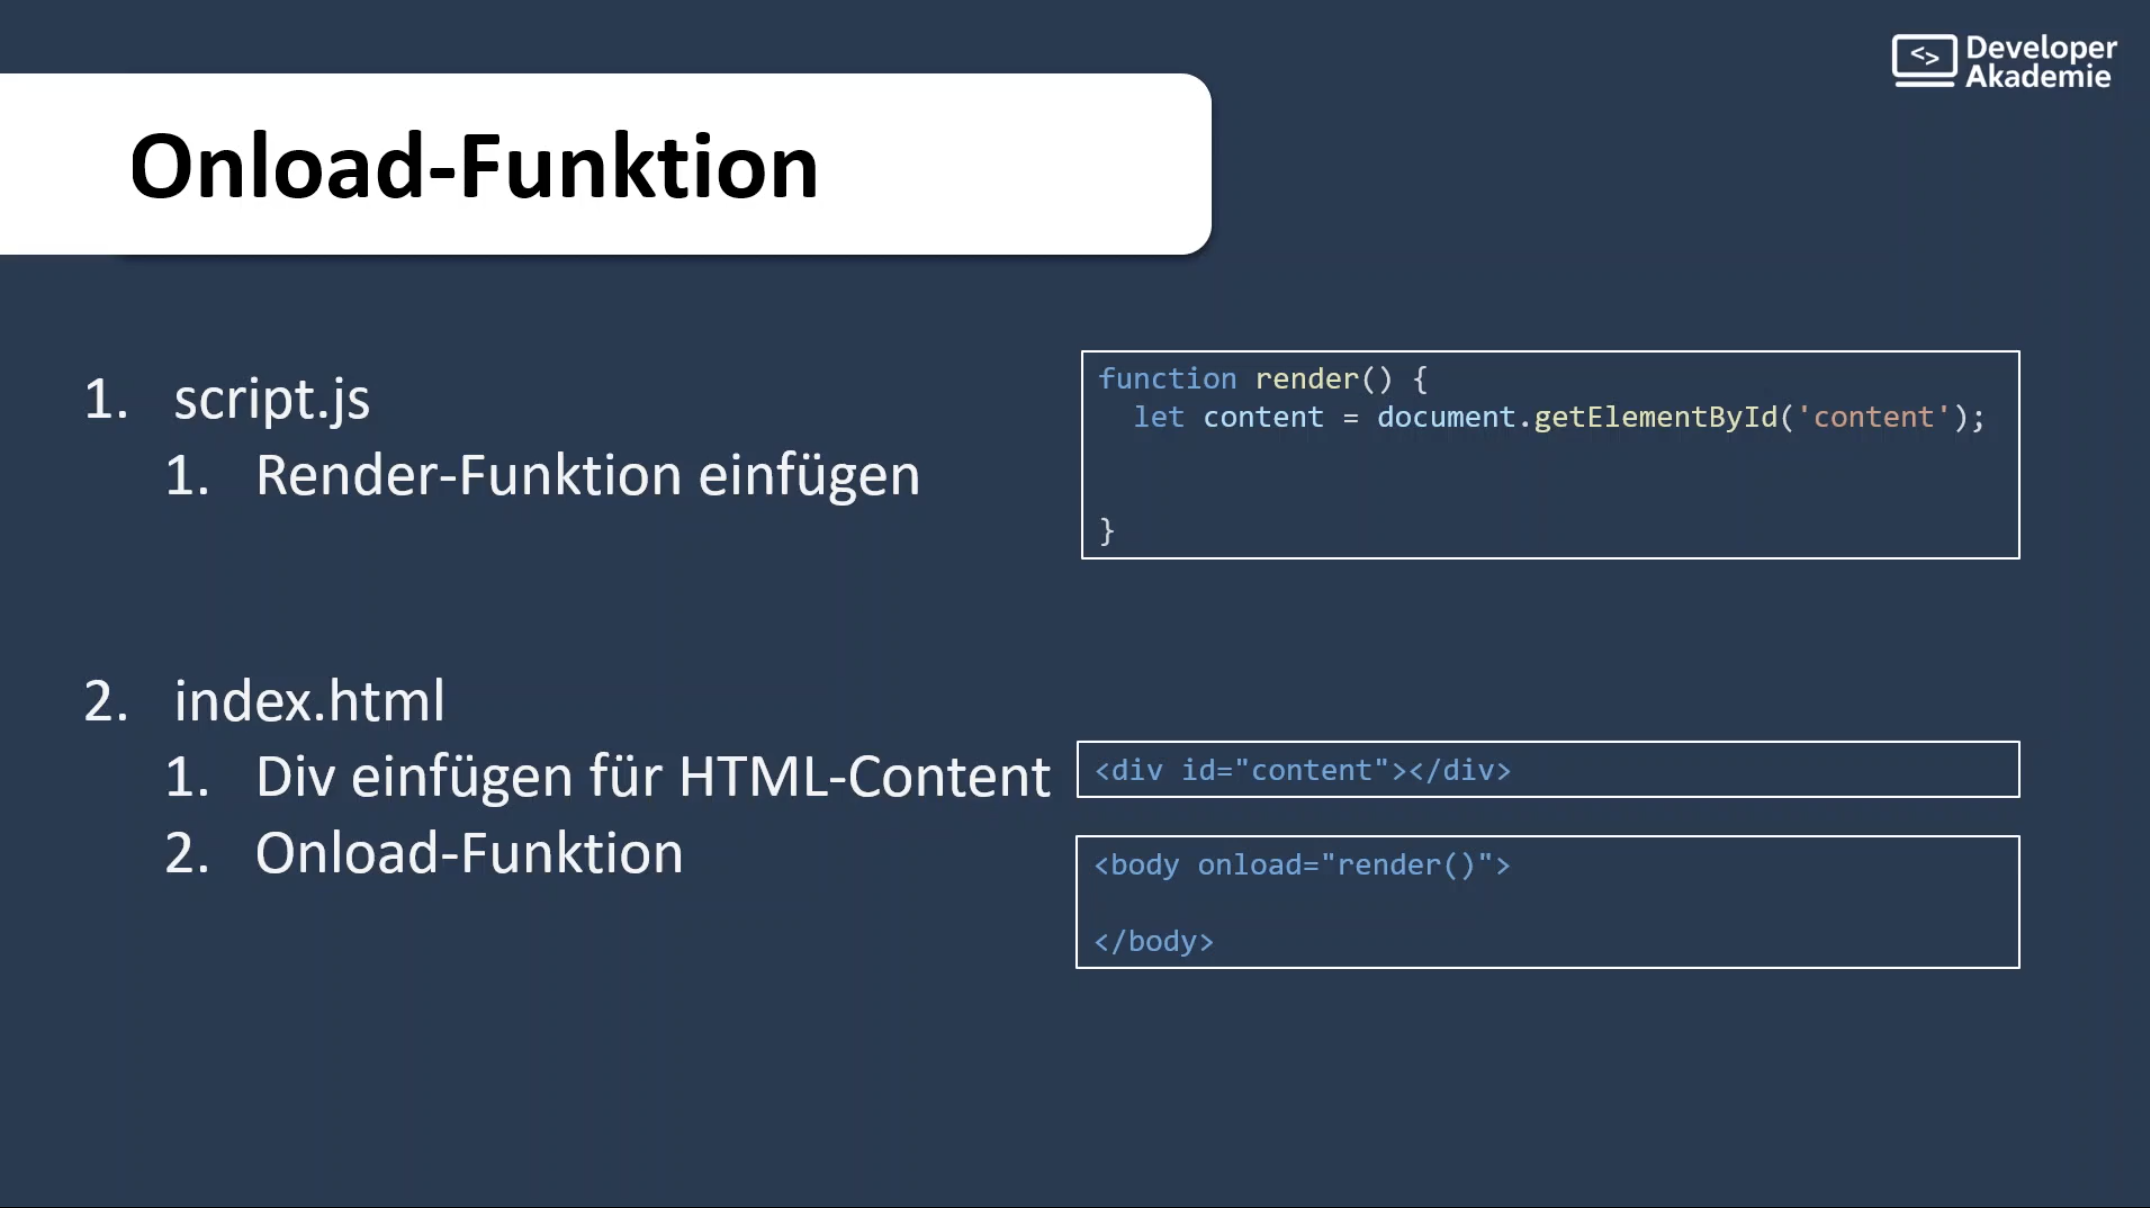 Developer
Akademie
Onload-Funktion
1. script.js
1. Render-Funktion einfügen
function render() {
let content = document.getElementById('content');
}
2. index.html
1. Div einfügen für HTML-Content
<div id="content"></div>
2. Onload-Funktion
<body onload="render()">
</body>